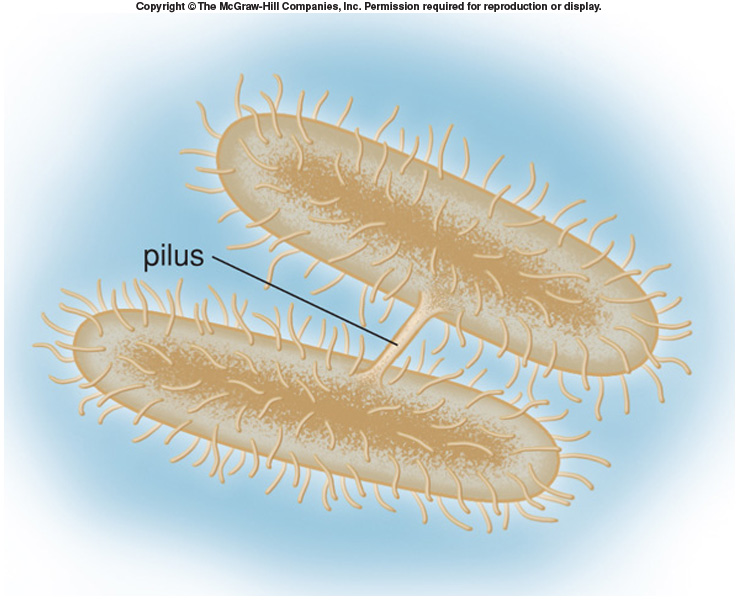 Copyright © The McGraw-Hill Companies, Inc. Permission required for reproduction or display.
pilus